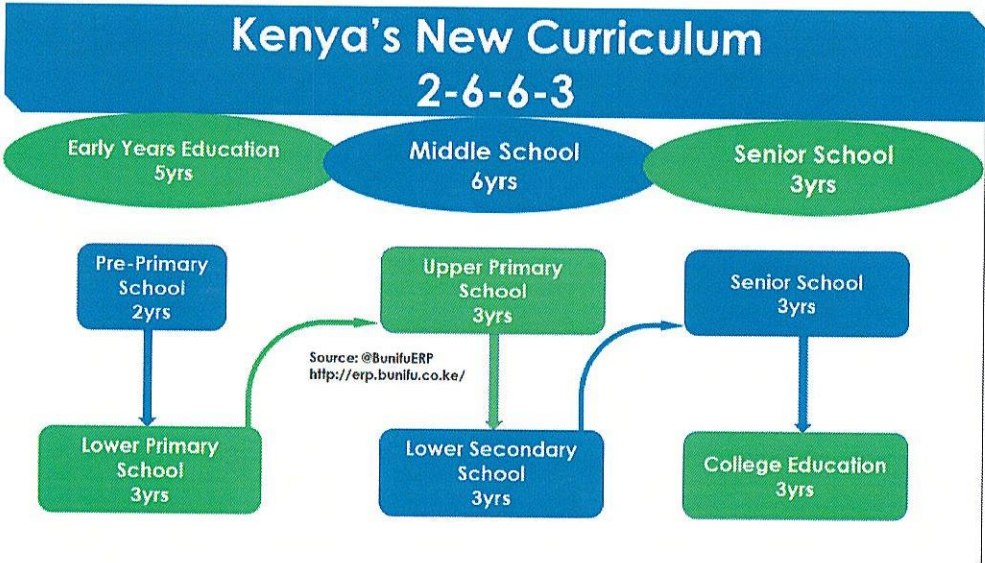 Kenya's New Curriculum
2-6-6-3
Early Years Education
5yrs
Middle School
6yrs
Senior School
3yrs
Pre-Primary
School
2yrs
Lower Primary
School
3yrs
Source: @BunifuERP
http://erp.bunifu.co.ke/
Upper Primary
School
3yrs
Lower Secondary
School
3yrs
Senior School
3yrs
College Education
3yrs